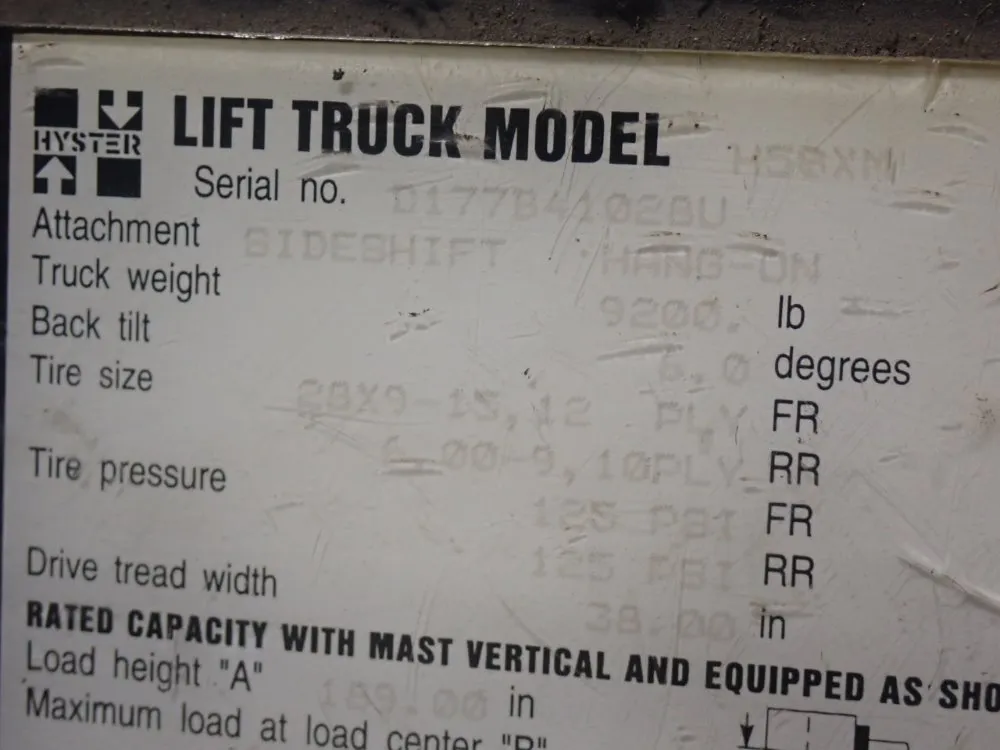 HYSTER LIFT TRUCK MODEL H50XM
Serial no. D177B41028U
Attachment SIDESHIFT - HANG-ON
Truck weight 9200. lb
Back tilt 6.0 degrees
Tire size 28X9-15,12 PLY FR
6.00-9,10PLY RR
Tire pressure 125 PSI FR
125 PSI RR
Drive tread width 38.00 in
RATED CAPACITY WITH MAST VERTICAL AND EQUIPPED AS SHO
Load height "A" 189.00 in
Maximum load at load center "B"